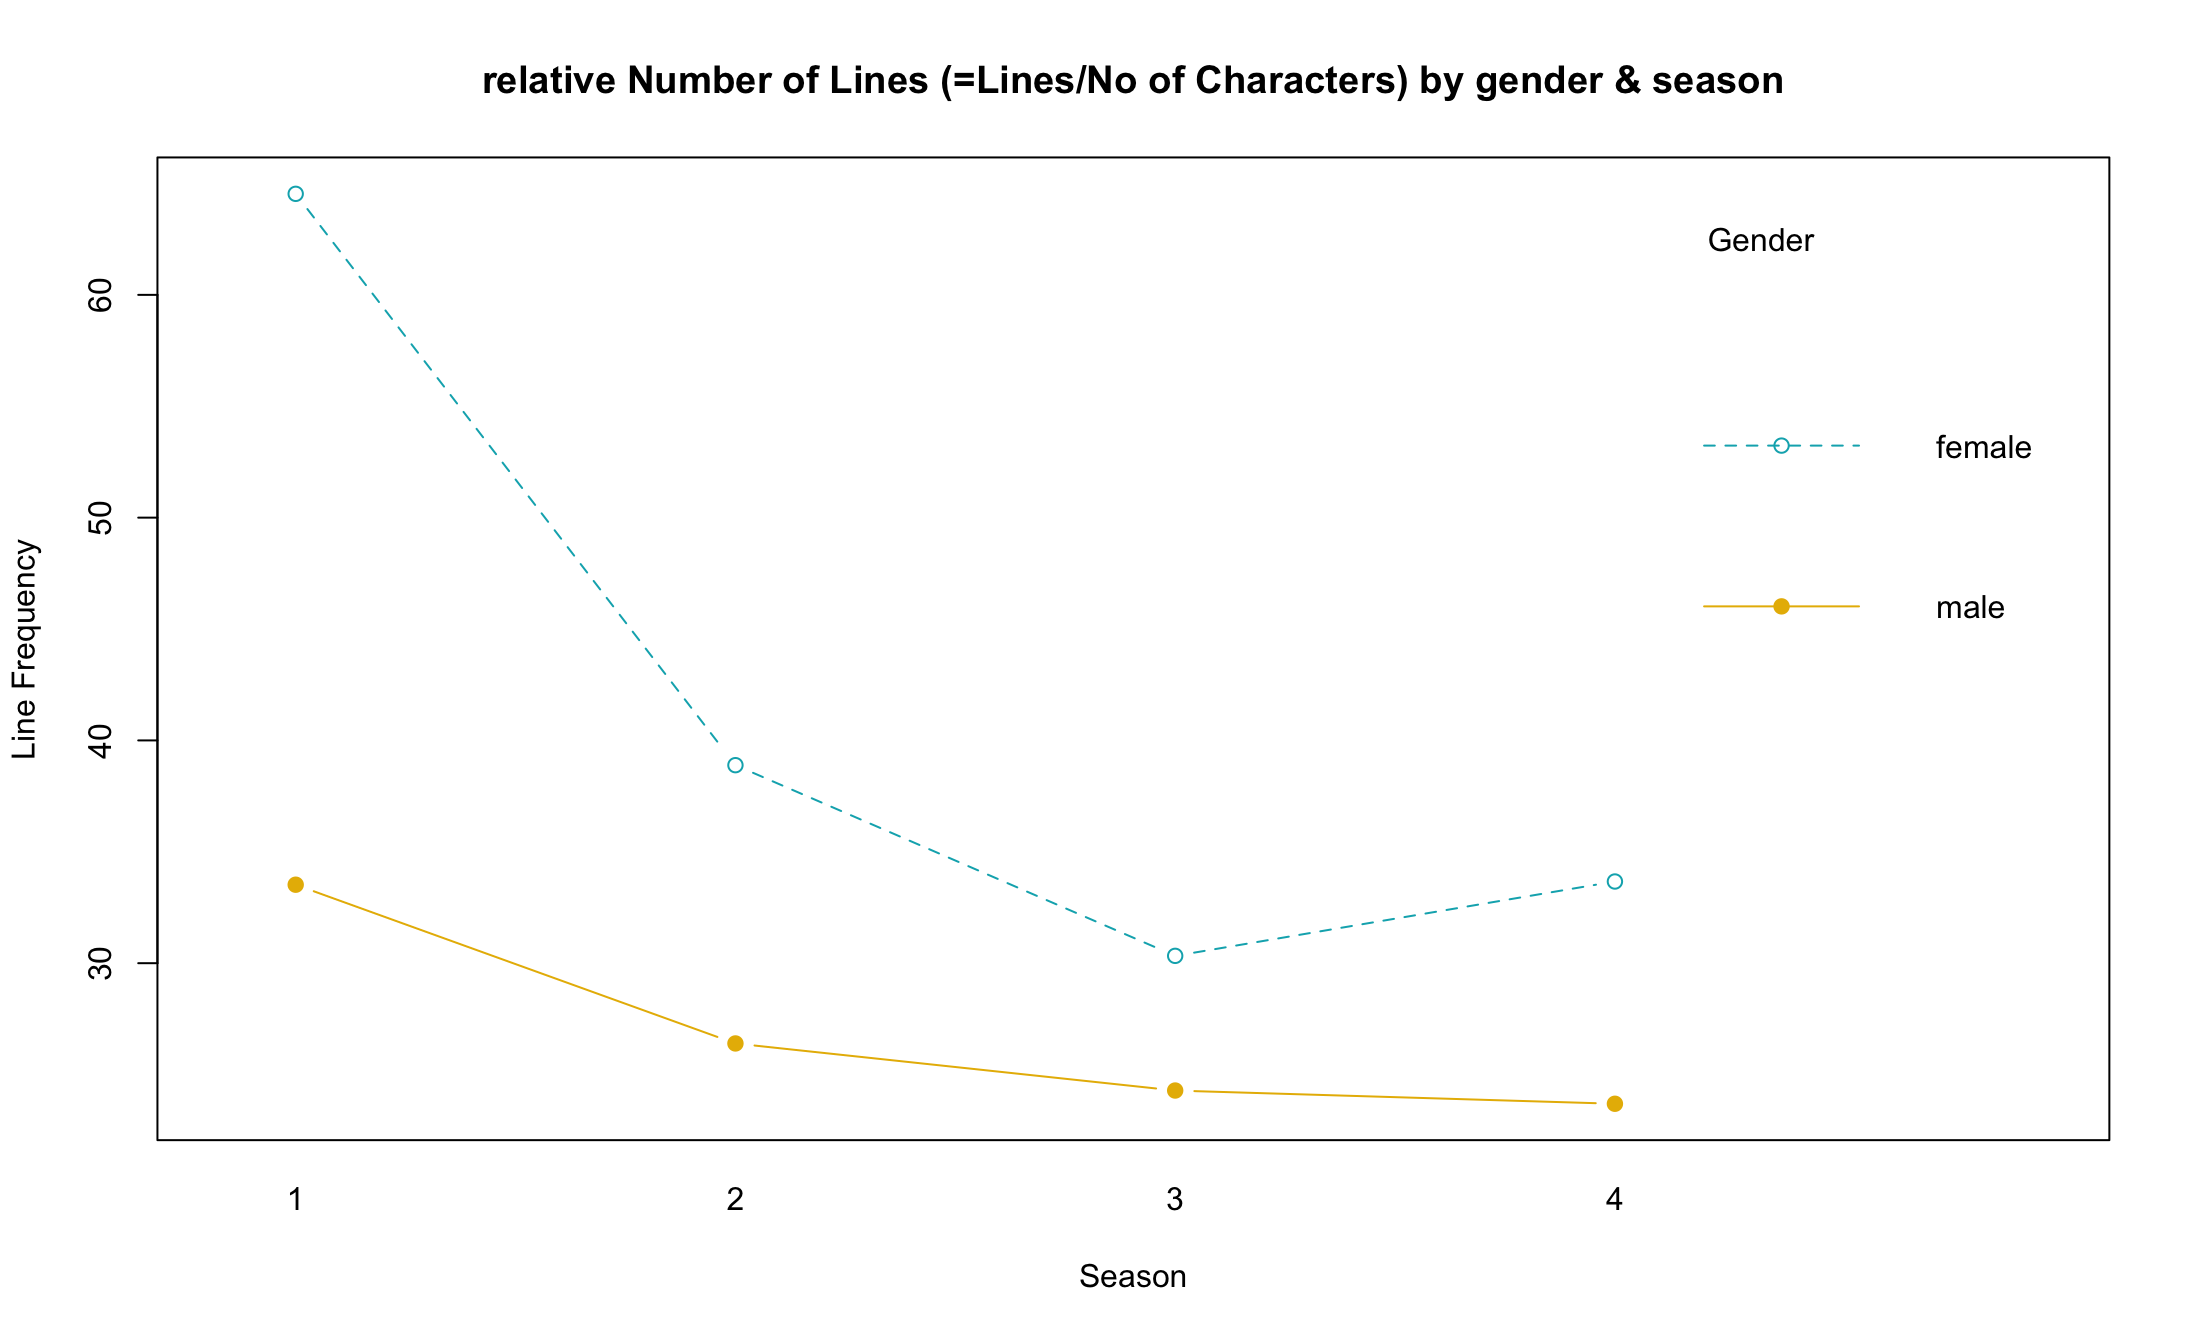 relative Number of Lines (=Lines/No of Characters) by gender & season
Line Frequency
60
50
40
30
Gender
female
male
1 2 3 4
Season